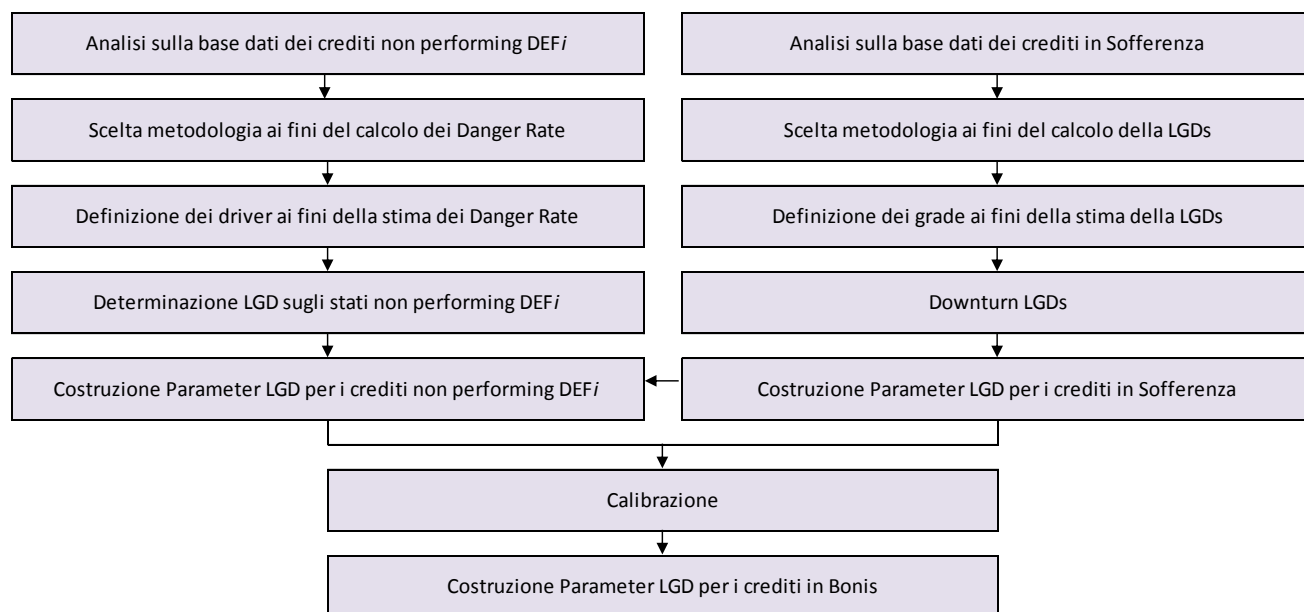 Analisi sulla base dati dei crediti non performing DEFi
Analisi sulla base dati dei crediti in Sofferenza
Scelta metodologia ai fini del calcolo dei Danger Rate
Scelta metodologia ai fini del calcolo della LGDs
Definizione dei driver ai fini della stima dei Danger Rate
Definizione dei grade ai fini della stima della LGDs
Determinazione LGD sugli stati non performing DEFi
Downturn LGDs
Costruzione Parameter LGD per i crediti non performing DEFi
Costruzione Parameter LGD per i crediti in Sofferenza
Calibrazione
Costruzione Parameter LGD per i crediti in Bonis